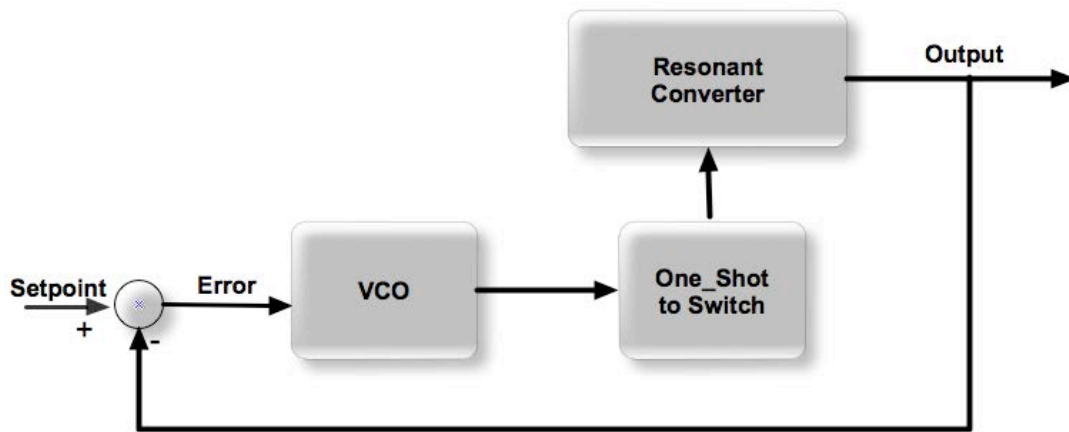 Resonant
Converter
Output
Setpoint
+
-
Error
VCO
One_Shot
to Switch